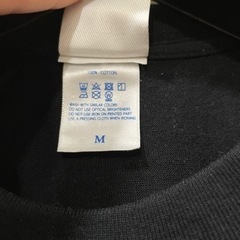 100% COTTON
WASH WITH SIMILAR COLORS
DO NOT USE OPTICAL BRIGHTENERS
DO NOT USE IRON ON PRINTED PART
USE A PRESSING CLOTH WHEN IRONING
M